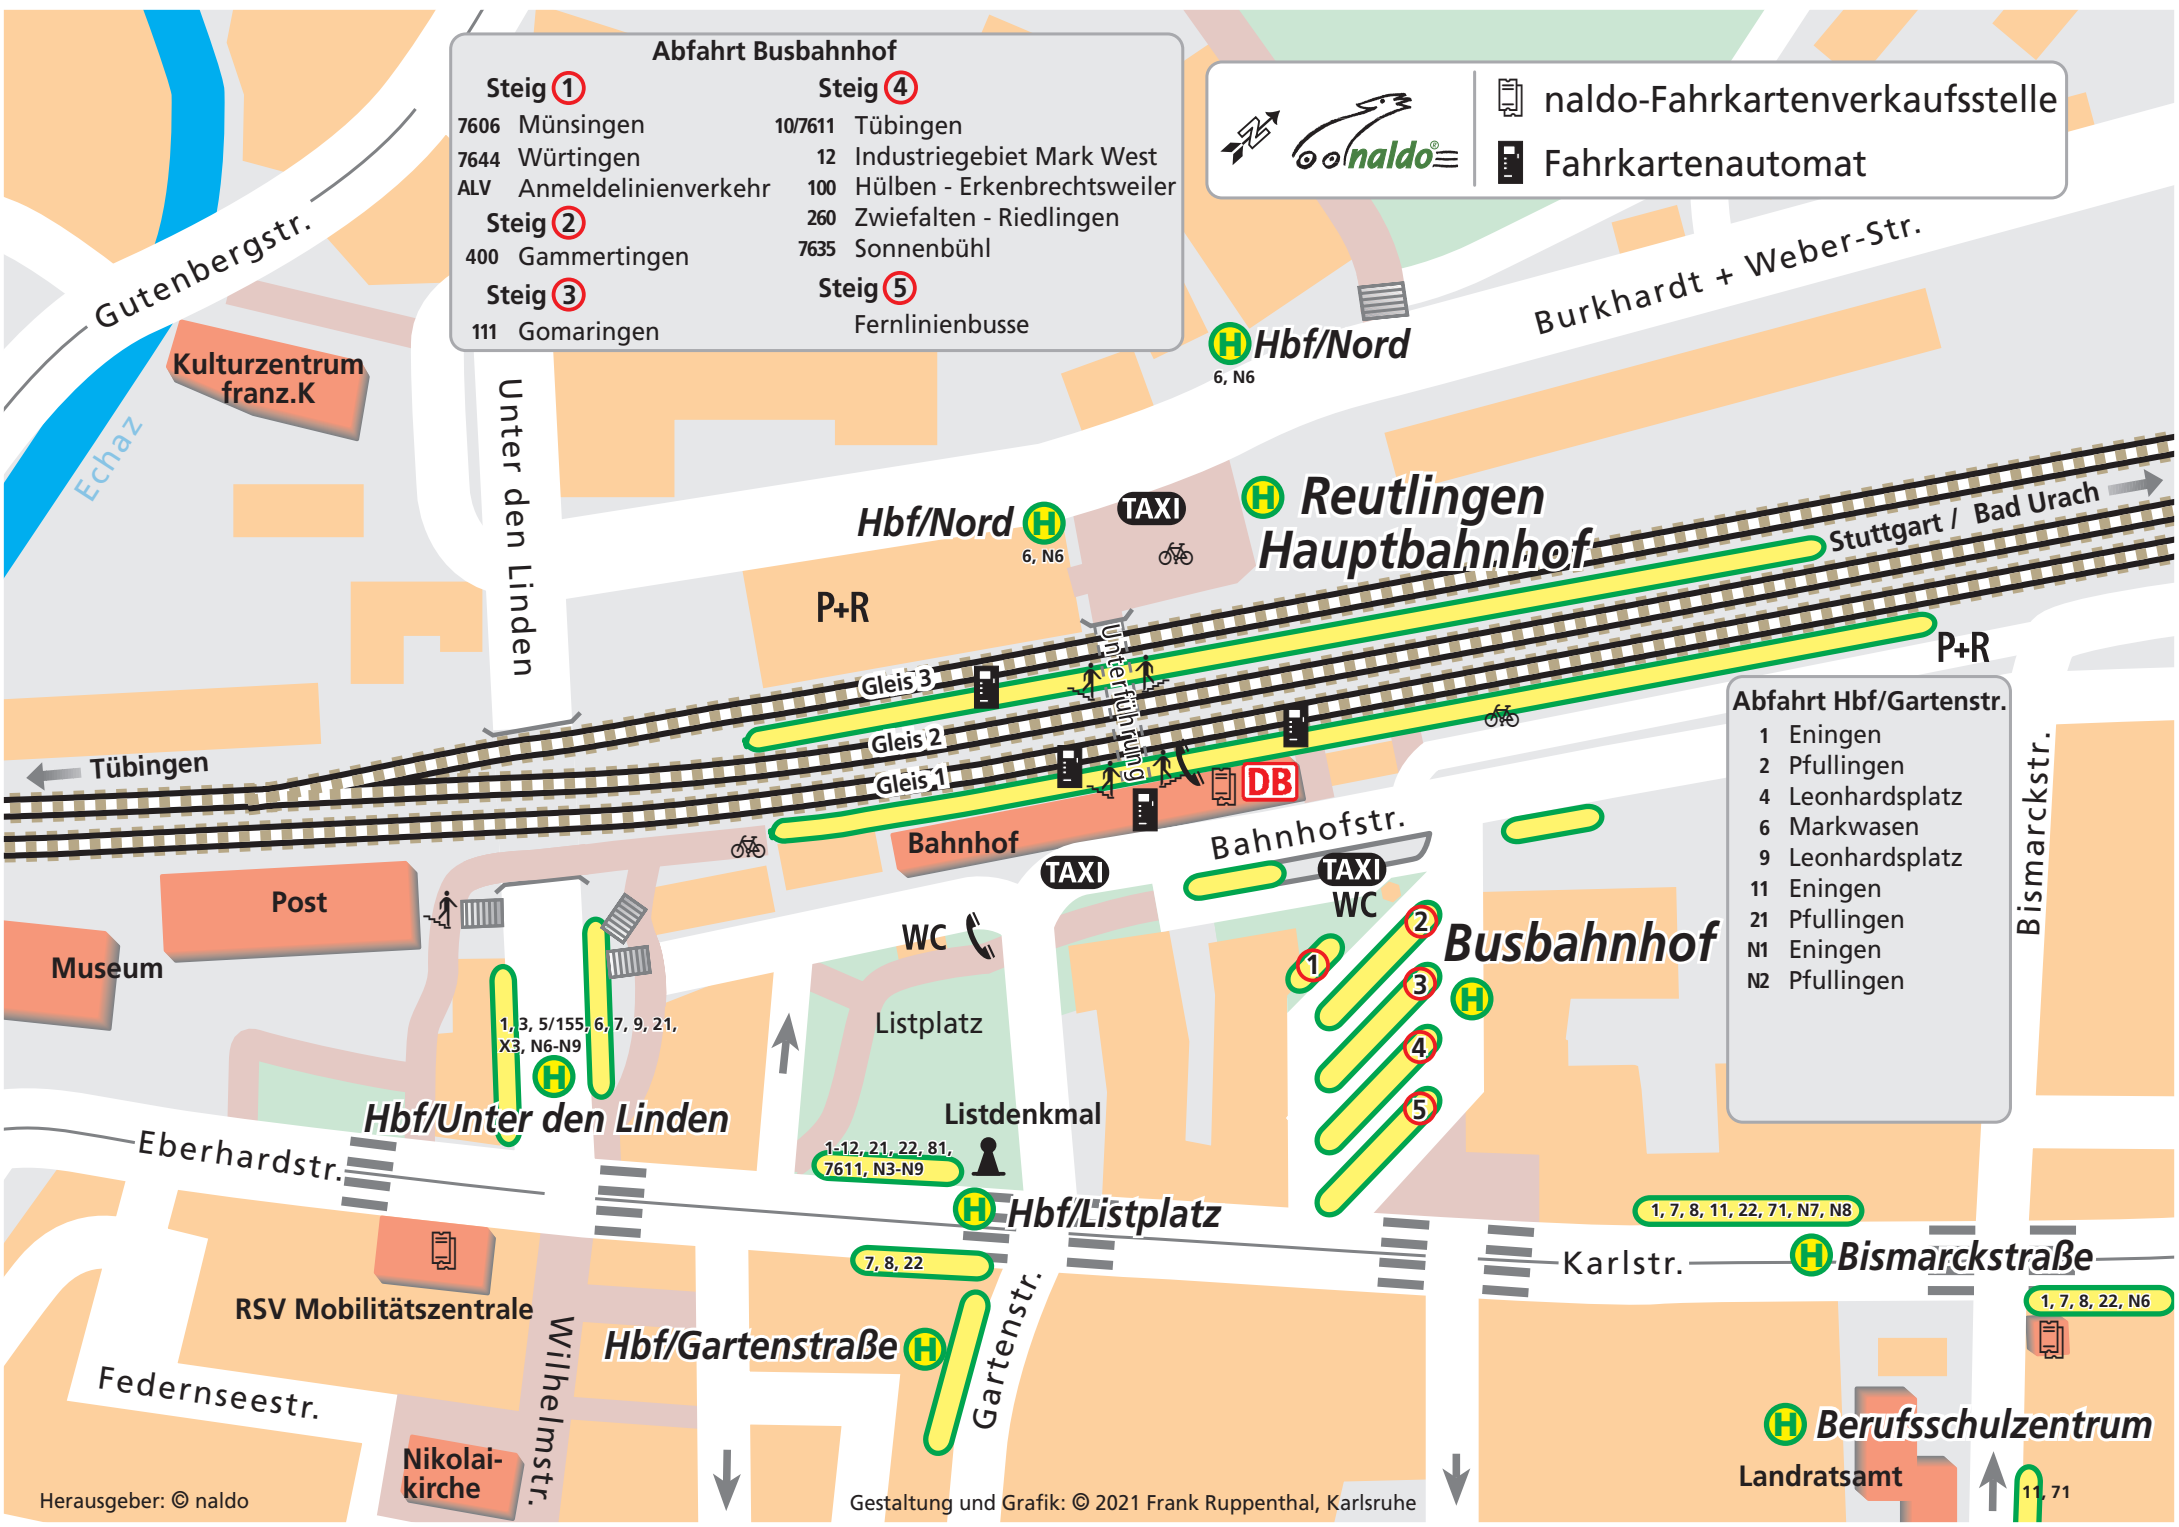 Abfahrt Busbahnhof
Steig 1
7606 Münsingen
7644 Würtingen
ALV Anmeldelinienverkehr
Steig 2
400 Gammertingen
Steig 3
111 Gomaringen
Steig 4
10/7611 Tübingen
12 Industriegebiet Mark West
100 Hülben - Erkenbrechtsweiler
260 Zwiefalten - Riedlingen
7635 Sonnenbühl
Steig 5
Fernlinienbusse
N
naldo®
naldo-Fahrkartenverkaufsstelle
Fahrkartenautomat
Gutenbergstr.
Burkhardt + Weber-Str.
Kulturzentrum
franz.K
Echaz
Unter den Linden
H Hbf/Nord
6, N6
Hbf/Nord H
6, N6
TAXI
H Reutlingen
Hauptbahnhof
Stuttgart / Bad Urach
P+R
P+R
Unterführung
Gleis 3
Gleis 2
Gleis 1
Tübingen
DB
Bahnhof
Bahnhofstr.
TAXI
TAXI
WC
WC
Post
Museum
Abfahrt Hbf/Gartenstr.
1 Eningen
2 Pfullingen
4 Leonhardsplatz
6 Markwasen
9 Leonhardsplatz
11 Eningen
21 Pfullingen
N1 Eningen
N2 Pfullingen
Bismarckstr.
Busbahnhof
H
1
2
3
4
5
1, 3, 5/155, 6, 7, 9, 21,
X3, N6-N9
H
Hbf/Unter den Linden
Listplatz
Listdenkmal
1-12, 21, 22, 81,
7611, N3-N9
H Hbf/Listplatz
Eberhardstr.
7, 8, 22
1, 7, 8, 11, 22, 71, N7, N8
Karlstr.
H Bismarckstraße
1, 7, 8, 22, N6
RSV Mobilitätszentrale
Hbf/Gartenstraße H
Gartenstr.
Wilhelmstr.
Federnseestr.
Nikolai-
kirche
H Berufsschulzentrum
Landratsamt
11, 71
Herausgeber: © naldo
Gestaltung und Grafik: © 2021 Frank Ruppenthal, Karlsruhe